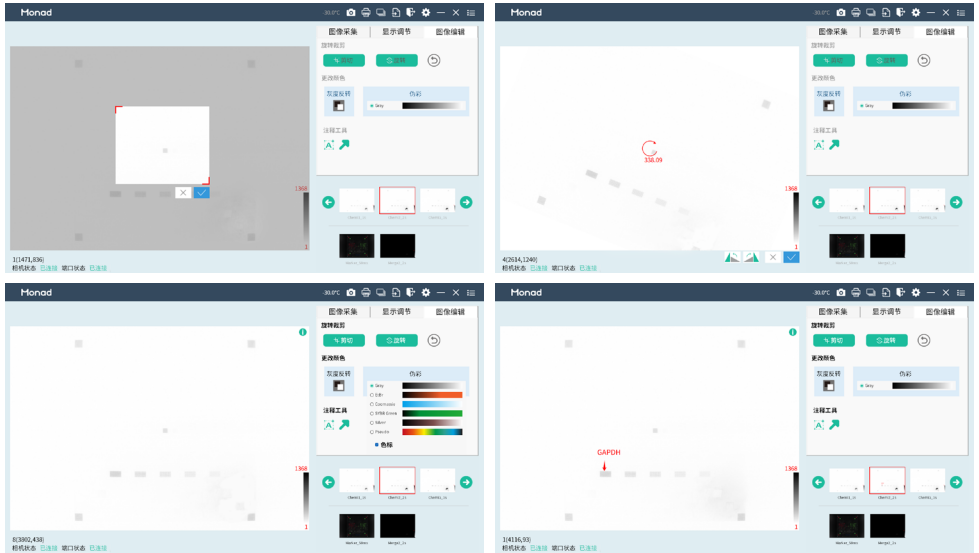 Monad
-30.0°C
图像采集 显示调节 图像编辑
旋转裁剪
剪切 旋转
更改颜色
灰度反转 伪彩
Gray
注释工具
A
1368
1
1(1471,836)
相机状态 已连接 端口状态 已连接
Monad
-30.0°C
图像采集 显示调节 图像编辑
旋转裁剪
剪切 旋转
更改颜色
灰度反转 伪彩
Gray
注释工具
A
338.09
1368
1
4(2614,1240)
相机状态 已连接 端口状态 已连接
Monad
-30.0°C
图像采集 显示调节 图像编辑
旋转裁剪
剪切 旋转
更改颜色
灰度反转 伪彩
Gray
EtBr
Coomassie
SYBR Green
Silver
Pseudo
色标
注释工具
A
1368
1
8(3802,438)
相机状态 已连接 端口状态 已连接
Monad
-30.0°C
图像采集 显示调节 图像编辑
旋转裁剪
剪切 旋转
更改颜色
灰度反转 伪彩
Gray
注释工具
A
GAPDH
1368
1
1(4116,93)
相机状态 已连接 端口状态 已连接